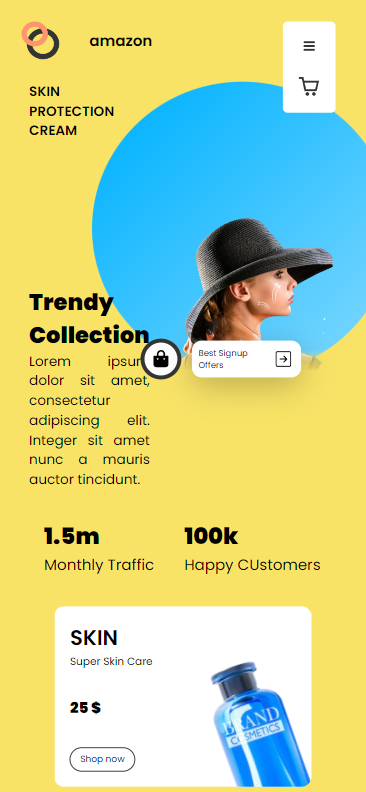 amazon
SKIN
PROTECTION
CREAM
Trendy
Collection
Lorem ipsum
dolor sit amet,
consectetur
adipiscing elit.
Integer sit amet
nunc a mauris
auctor tincidunt.
Best Signup
Offers
1.5m
Monthly Traffic
100k
Happy CUstomers
SKIN
Super Skin Care
25 $
Shop now
BRAND
COSMETICS